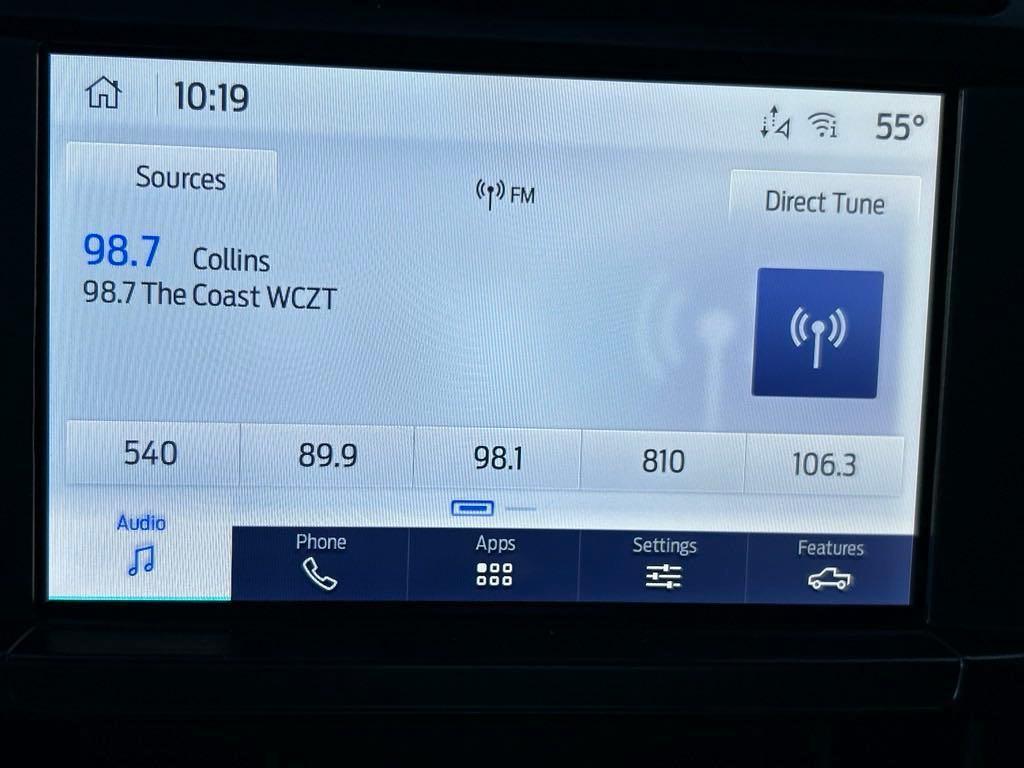 10:19
55°
Sources
FM
Direct Tune
98.7 Collins
98.7 The Coast WCZT
540 89.9 98.1 810 106.3
Audio Phone Apps Settings Features